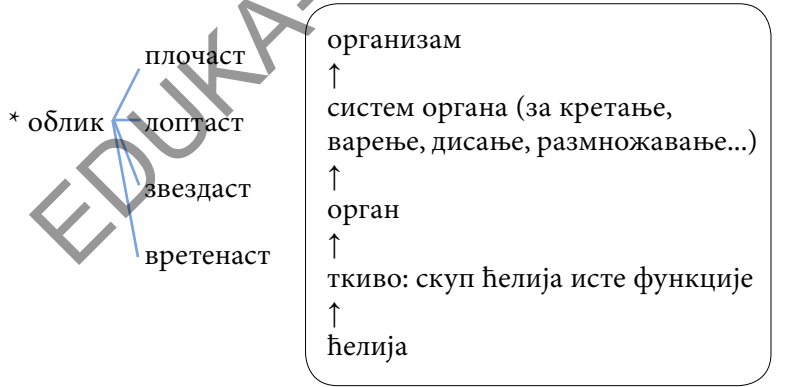 плочаст
* облик
лоптаст
звездаст
вретенаст
организам
↑
систем органа (за кретање,
варење, дисање, размножавање...)
↑
орган
↑
ткиво: скуп ћелија исте функције
↑
ћелија